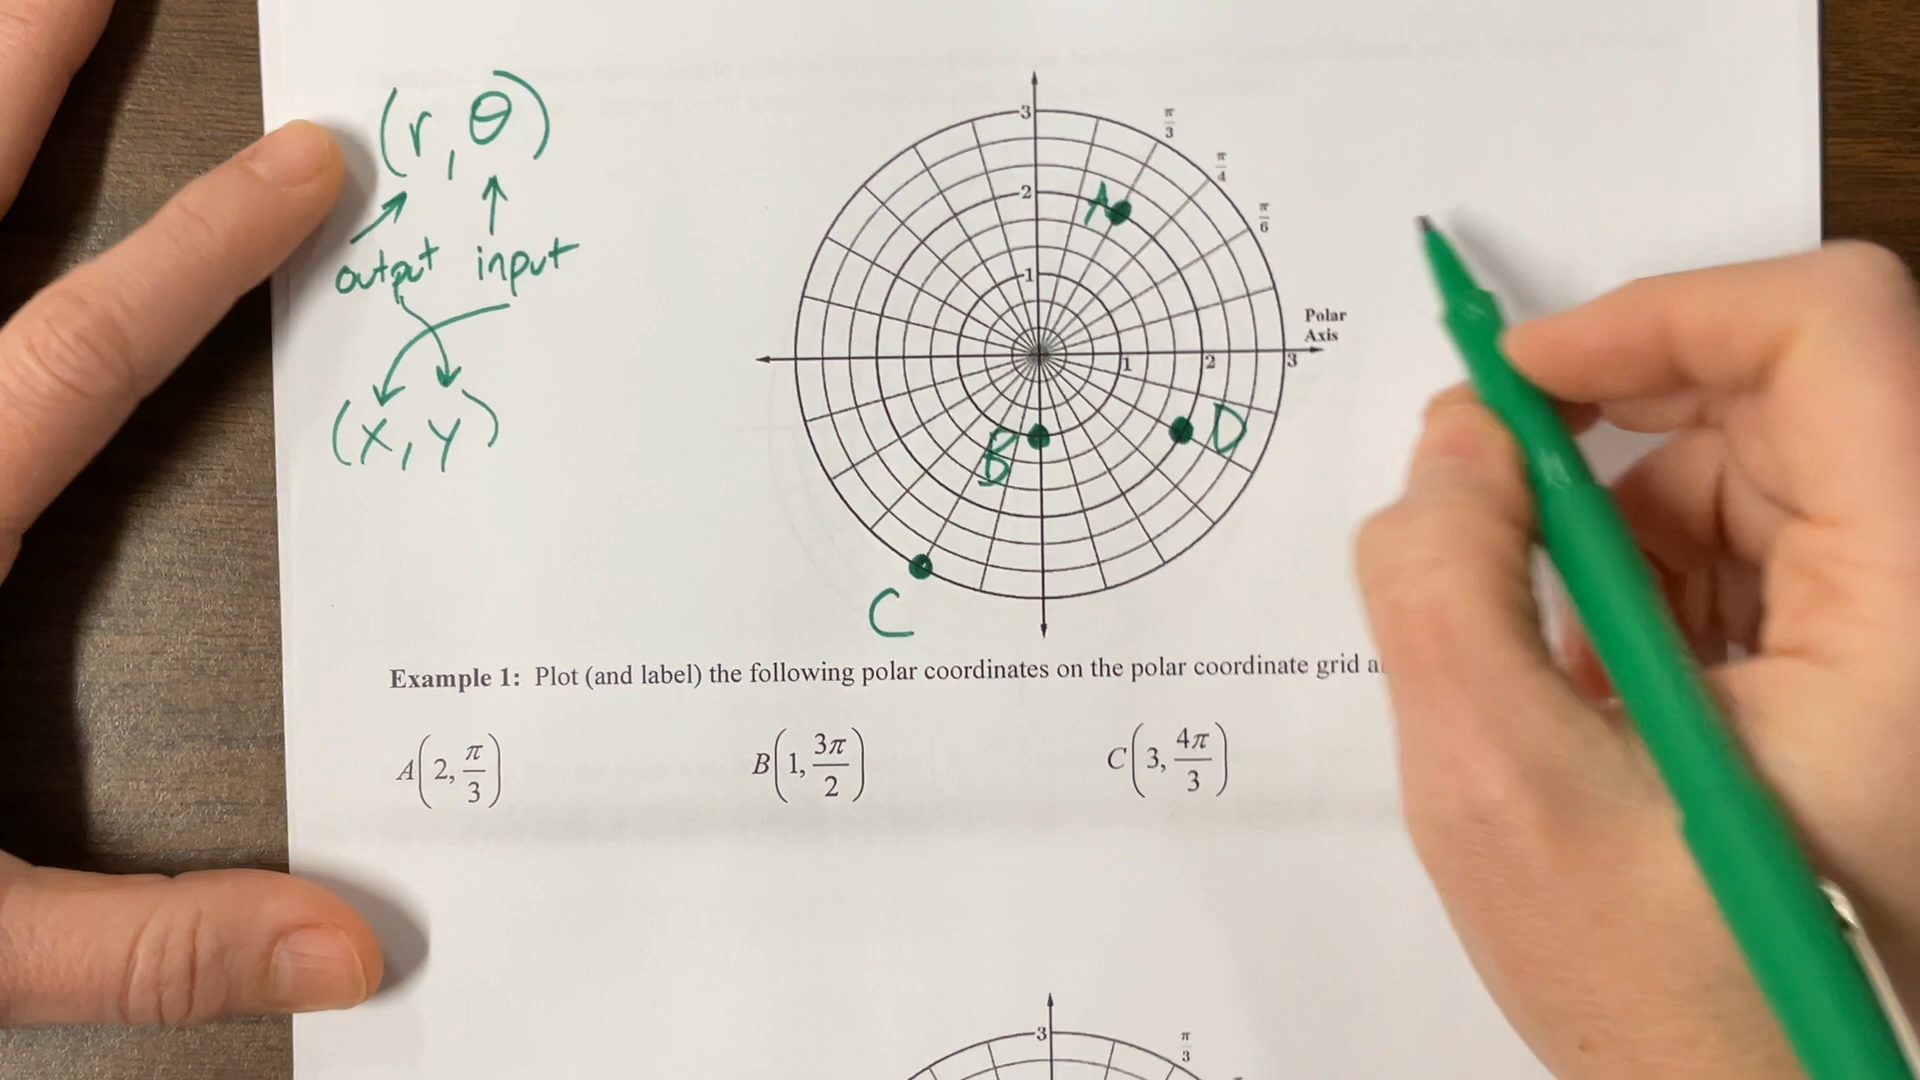 (r, θ)
output input
(x, y)
3
2
1
1
2
3
π/3
π/4
π/6
Polar
Axis
A
B
C
D
Example 1: Plot (and label) the following polar coordinates on the polar coordinate grid
A(2, π/3) B(1, 3π/2) C(3, 4π/3)
3
π/3